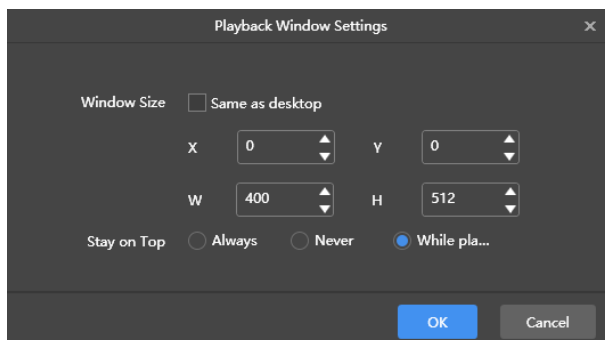 Playback Window Settings
Window Size Same as desktop
X 0 Y 0
W 400 H 512
Stay on Top Always Never While pla...
OK Cancel